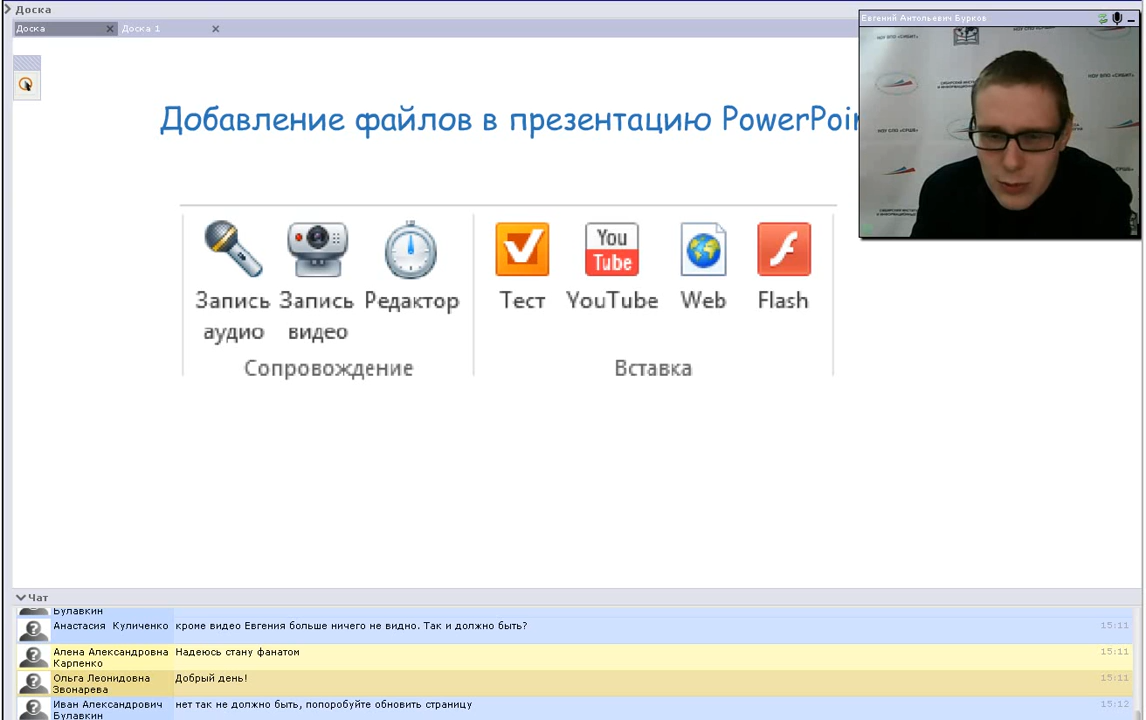 Доска
Доска
Доска 1
Евгений Антольевич Бурков
Добавление файлов в презентацию
You
Tube
Запись аудио
Запись видео
Редактор
Тест
YouTube
Web
Flash
Сопровождение
Вставка
Чат
Булавкин
Анастасия Куличенко кроме видео Евгения больше ничего не видно. Так и должно быть? 15:11
Алена Александровна Карпенко Надеюсь стану фанатом 15:11
Ольга Леонидовна Звонарева Добрый день! 15:11
Иван Александрович Булавкин нет так не должно быть, попоробуйте обновить страницу 15:12